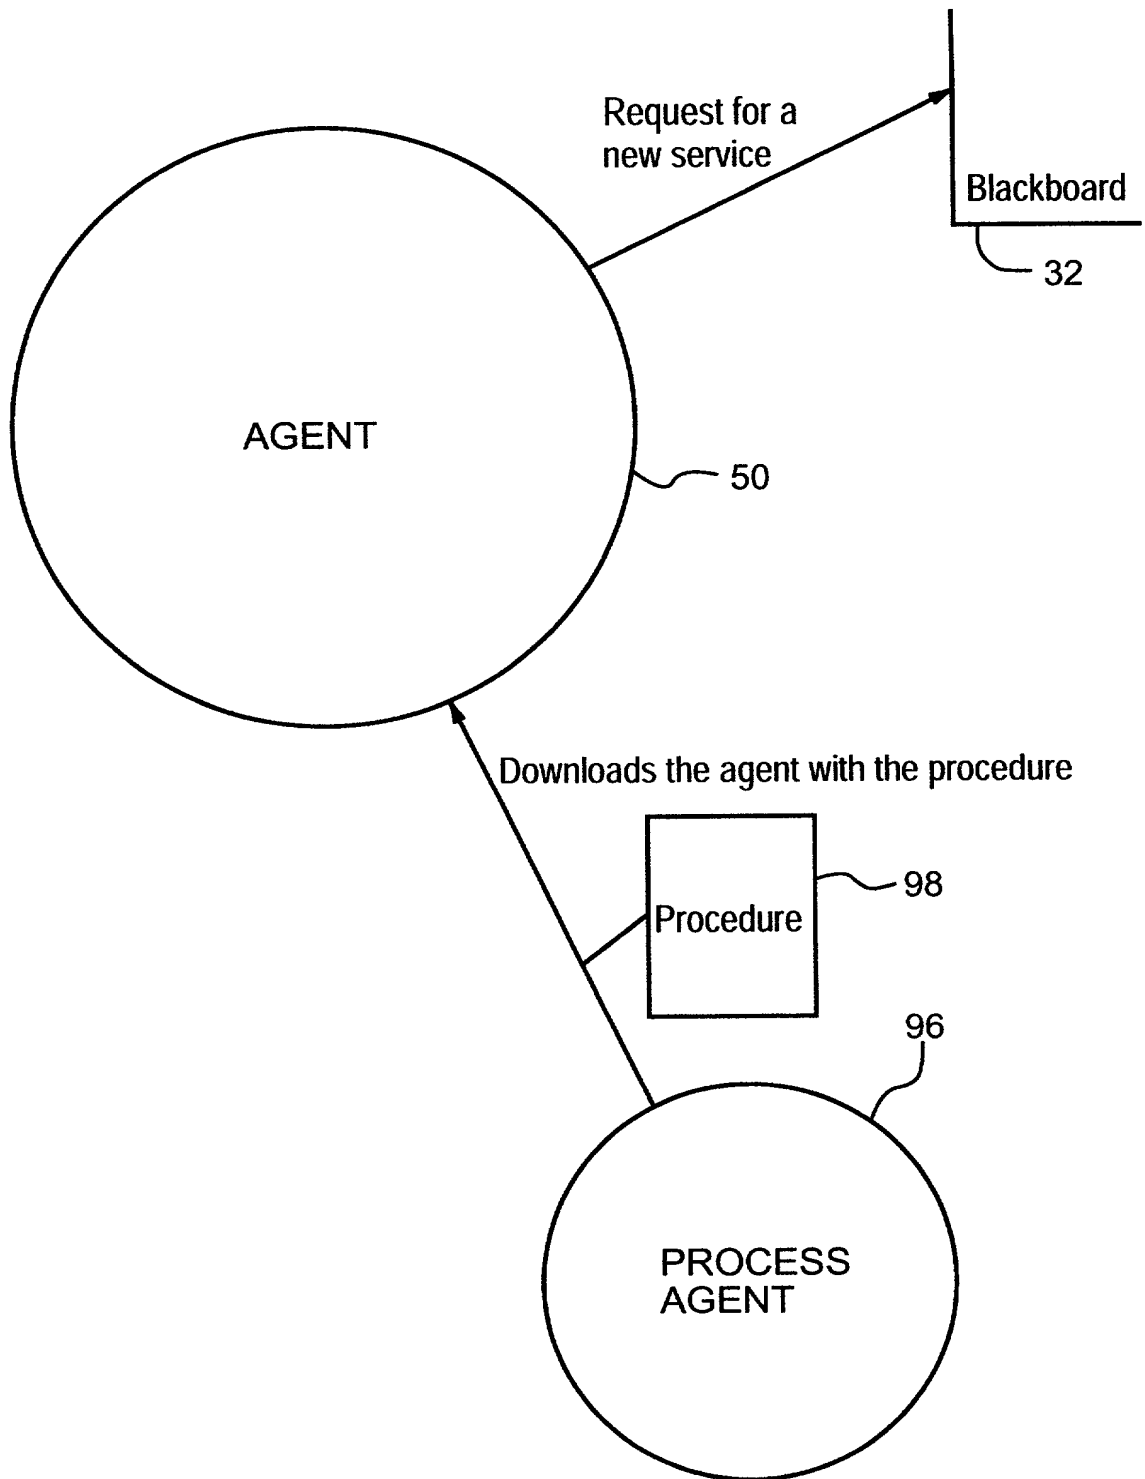 Request for a
new service
Blackboard
32
AGENT
50
Downloads the agent with the procedure
98
Procedure
96
PROCESS
AGENT